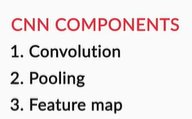 CNN COMPONENTS
1. Convolution
2. Pooling
3. Feature map